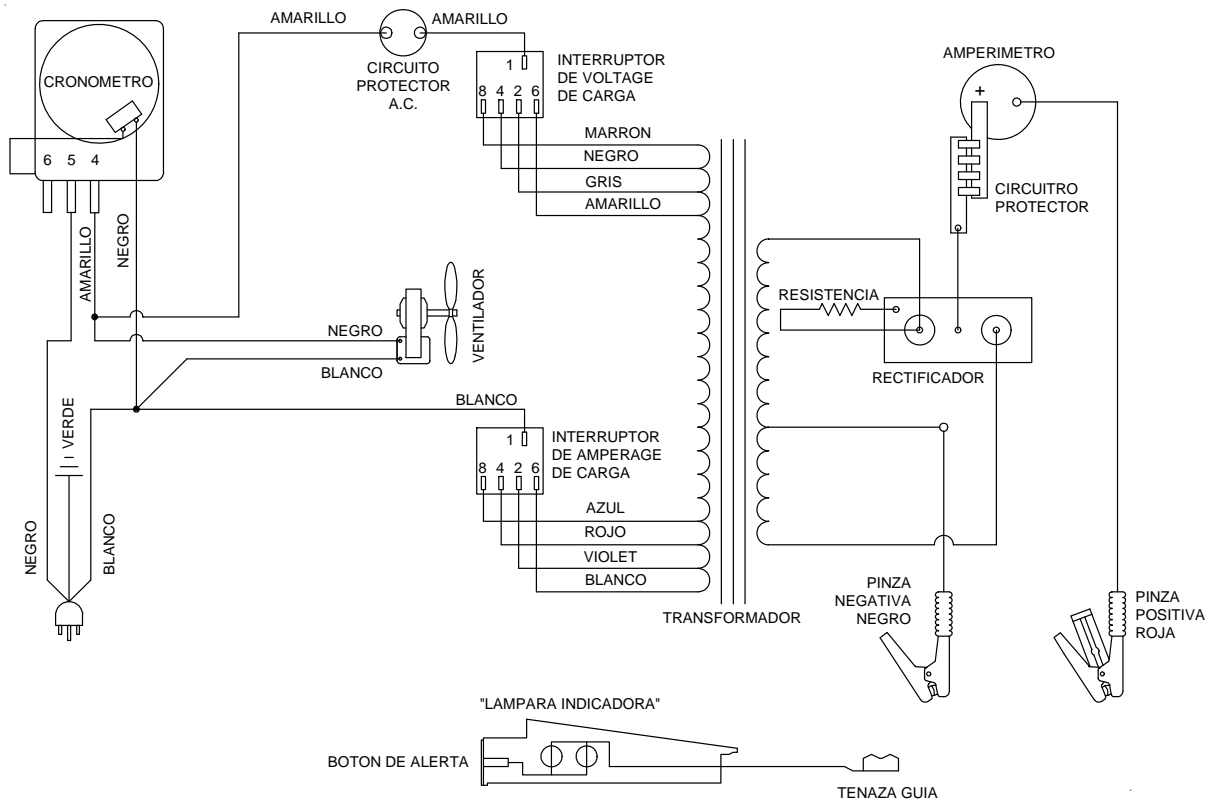 AMARILLO
AMARILLO
CRONOMETRO
6 5 4
CIRCUITO
PROTECTOR
A.C.
1
8 4 2 6
INTERRUPTOR
DE VOLTAGE
DE CARGA
MARRON
NEGRO
GRIS
AMARILLO
AMPERIMETRO
+
CIRCUITRO
PROTECTOR
AMARILLO
NEGRO
NEGRO
BLANCO
VENTILADOR
RESISTENCIA
RECTIFICADOR
BLANCO
1
8 4 2 6
INTERRUPTOR
DE AMPERAGE
DE CARGA
AZUL
ROJO
VIOLET
BLANCO
VERDE
NEGRO
BLANCO
TRANSFORMADOR
PINZA
NEGATIVA
NEGRO
PINZA
POSITIVA
ROJA
"LAMPARA INDICADORA"
BOTON DE ALERTA
TENAZA GUIA